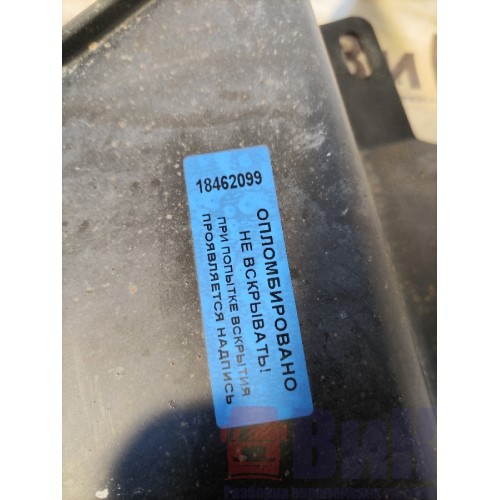 18462099
ОПЛОМБИРОВАНО
НЕ ВСКРЫВАТЬ!
ПРИ ПОПЫТКЕ ВСКРЫТИЯ
ПРОЯВЛЯЕТСЯ НАДПИСЬ